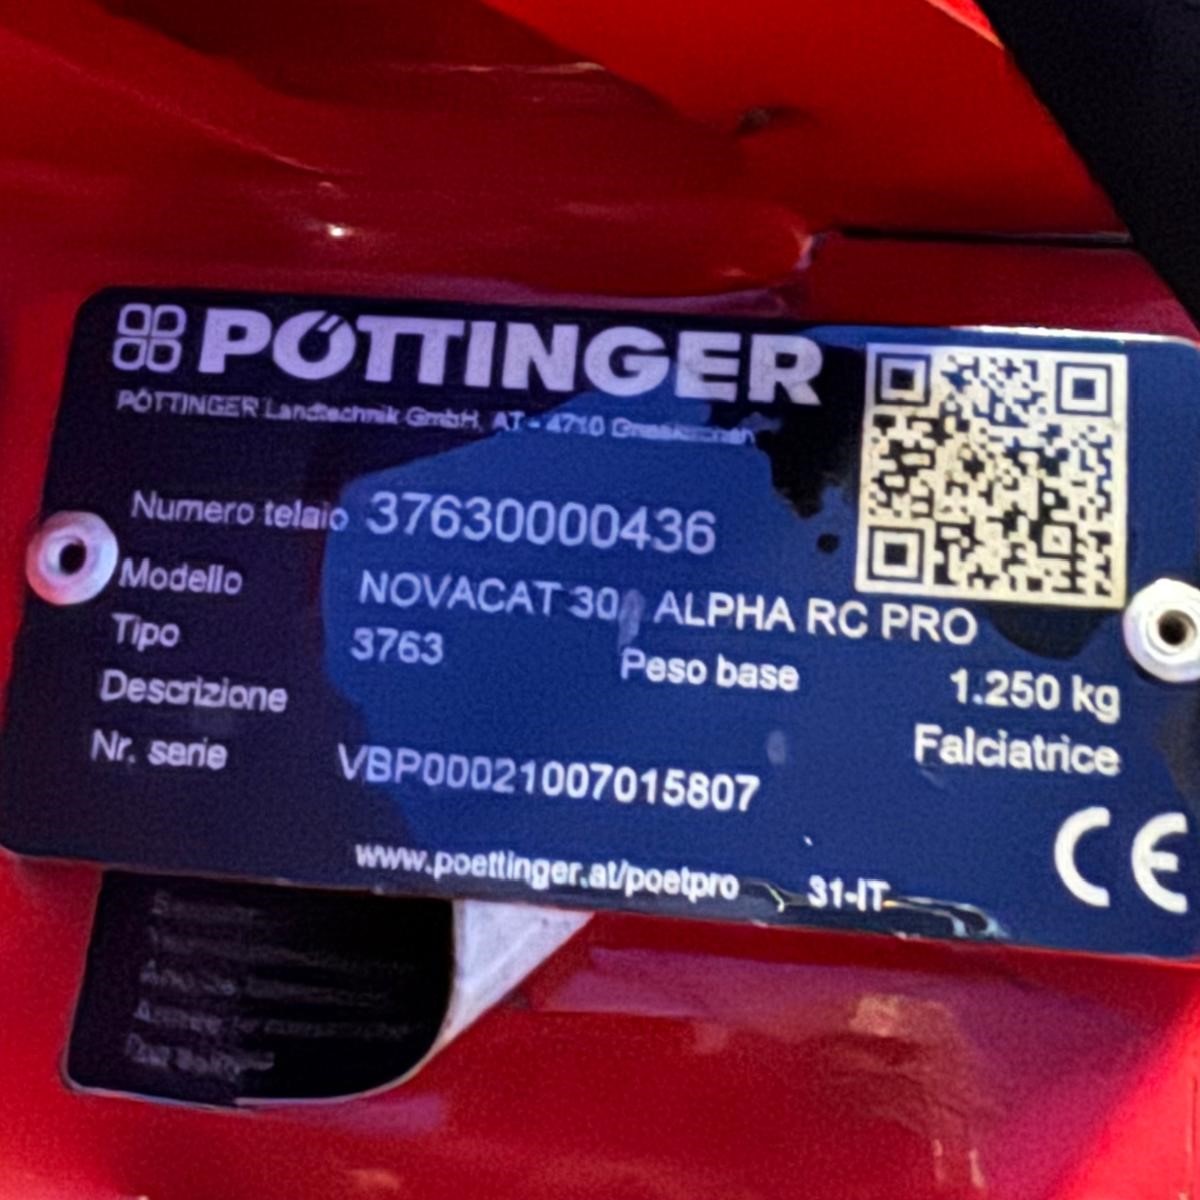 PÖTTINGER
PÖTTINGER Landtechnik GmbH, AT - 4710 Grieskirchen
Numero telaio 37630000436
Modello NOVACAT ALPHA RC PRO
Tipo 3763 Peso base 1.250 kg
Descrizione Falciatrice
Nr. serie VBP00021007015807
www.poettinger.at/poetpro 31-IT
CE